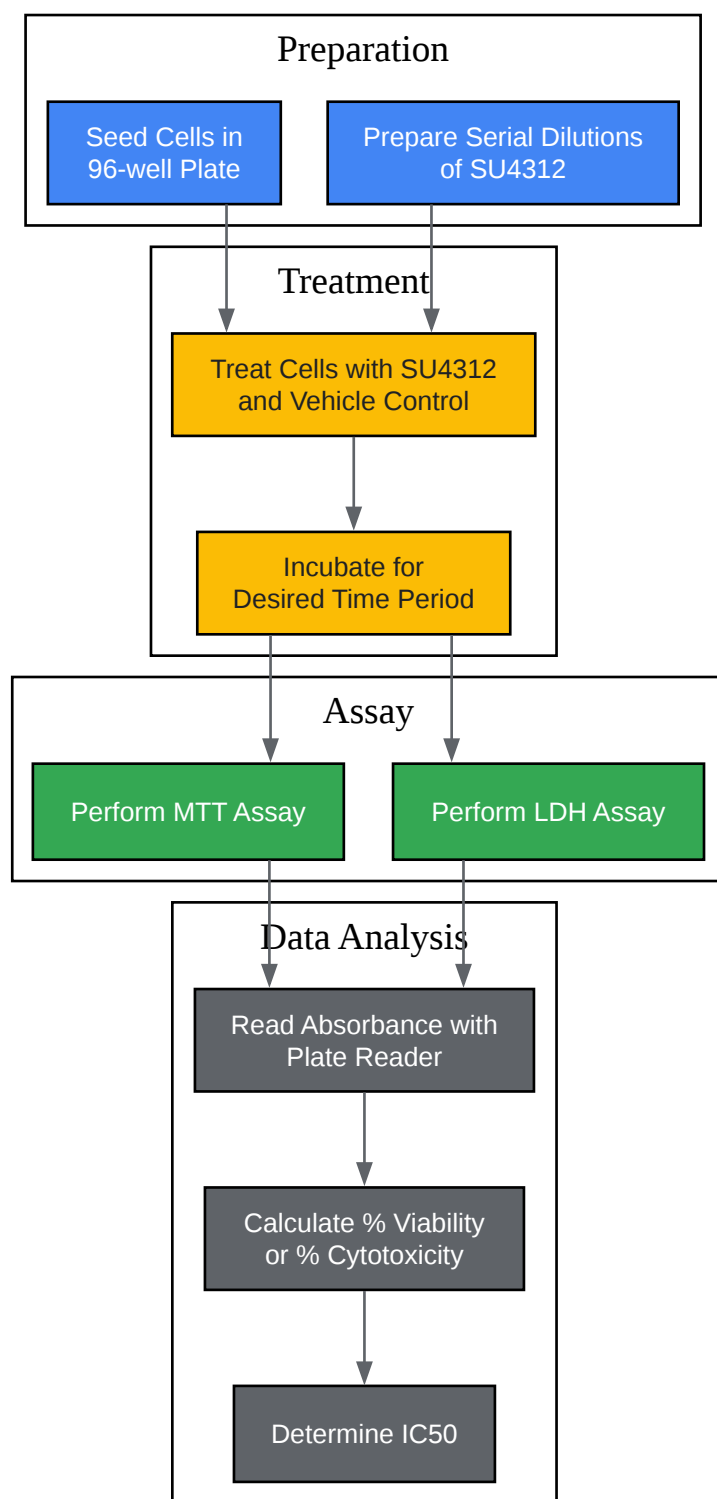 Preparation
Seed Cells in
96-well Plate
Prepare Serial Dilutions
of SU4312
Treatment
Treat Cells with SU4312
and Vehicle Control
Incubate for
Desired Time Period
Assay
Perform MTT Assay
Perform LDH Assay
Data Analysis
Read Absorbance with
Plate Reader
Calculate % Viability
or % Cytotoxicity
Determine IC50